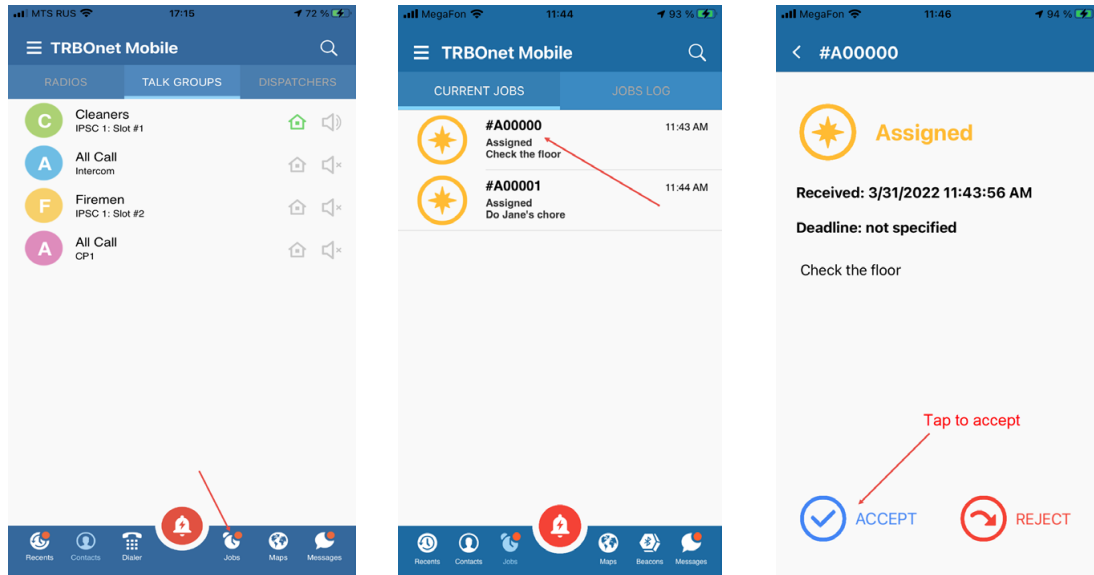 MTS RUS 17:15 72 %
TRBOnet Mobile
RADIOS TALK GROUPS DISPATCHERS
C Cleaners
IPSC 1: Slot #1
A All Call
Intercom
F Firemen
IPSC 1: Slot #2
A All Call
CP1
Recents Contacts Dialer Jobs Maps Messages
MegaFon 11:44 93 %
TRBOnet Mobile
CURRENT JOBS JOBS LOG
#A00000 11:43 AM
Assigned
Check the floor
#A00001 11:44 AM
Assigned
Do Jane's chore
Recents Contacts Jobs Maps Beacons Messages
MegaFon 11:46 94 %
#A00000
Assigned
Received: 3/31/2022 11:43:56 AM
Deadline: not specified
Check the floor
Tap to accept
ACCEPT REJECT